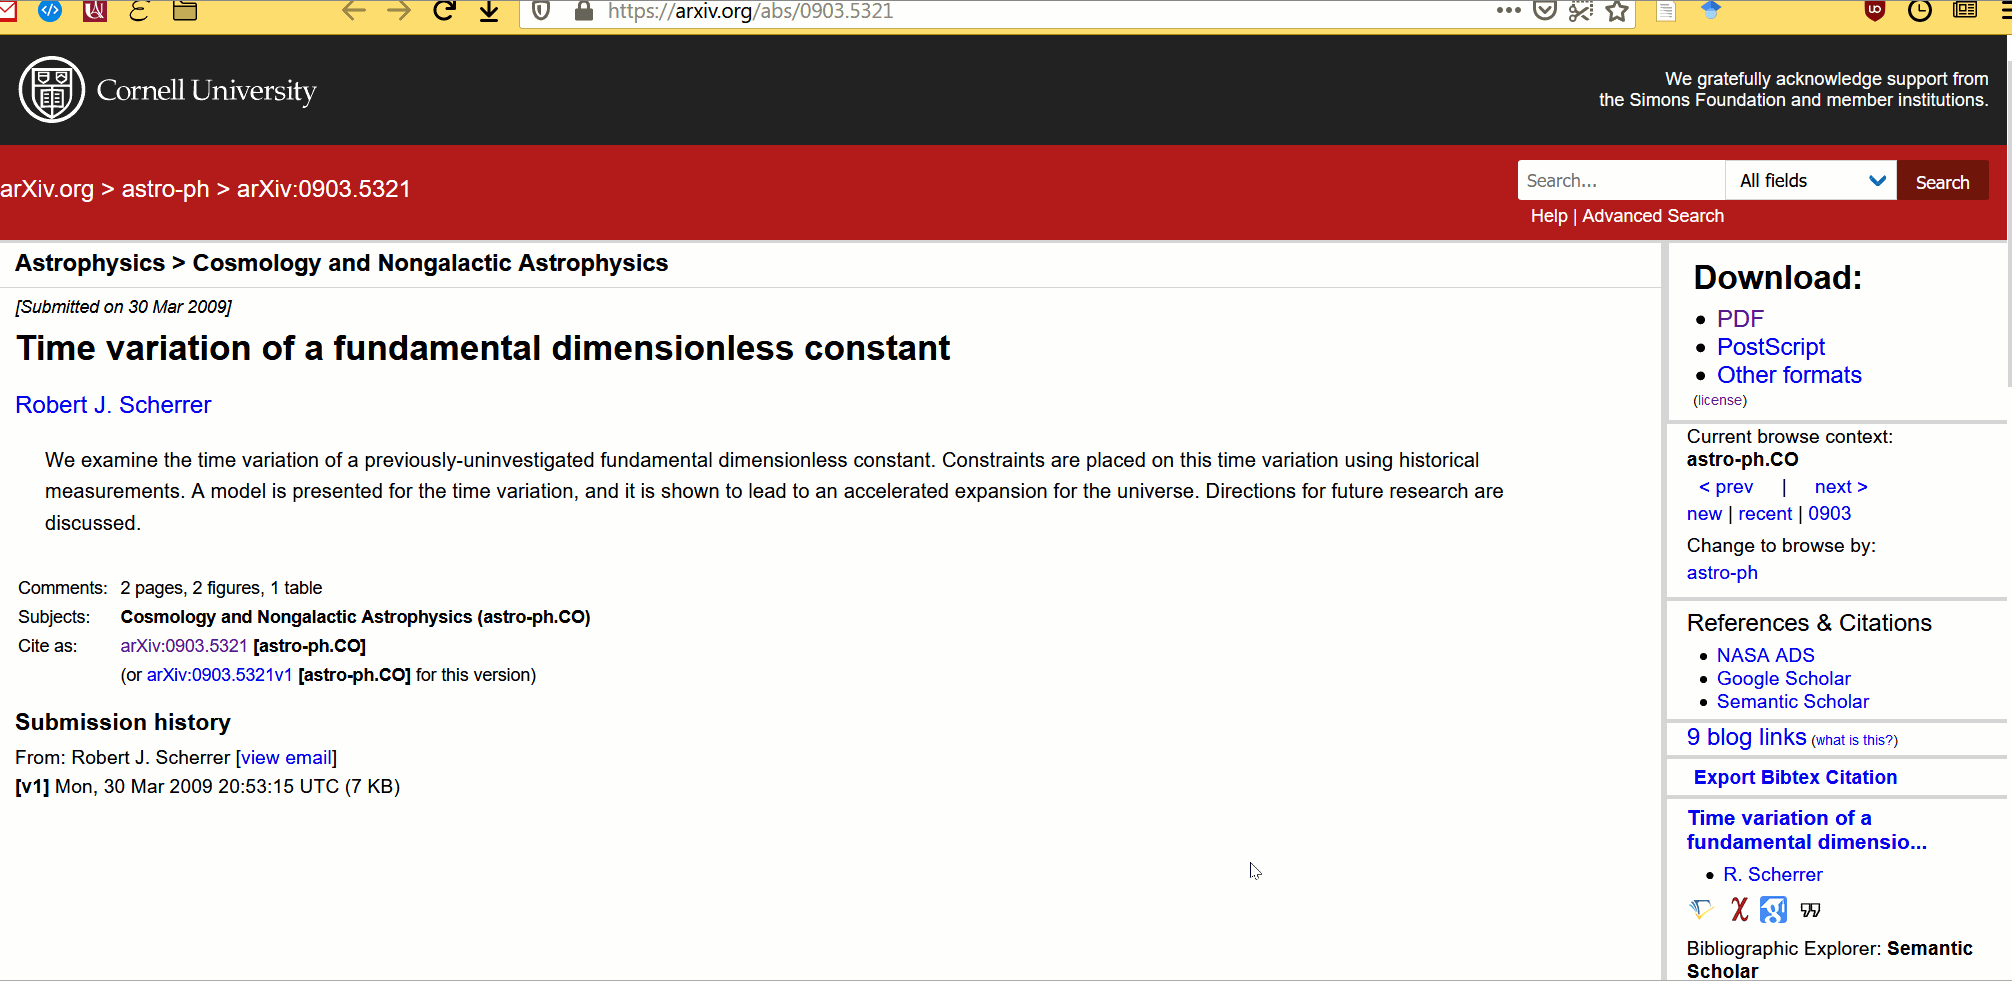 https://arxiv.org/abs/0903.5321
Cornell University
We gratefully acknowledge support from
the Simons Foundation and member institutions.
arXiv.org > astro-ph > arXiv:0903.5321
Search...
All fields
Search
Help | Advanced Search
Astrophysics > Cosmology and Nongalactic Astrophysics
[Submitted on 30 Mar 2009]
Time variation of a fundamental dimensionless constant
Robert J. Scherrer
We examine the time variation of a previously-uninvestigated fundamental dimensionless constant. Constraints are placed on this time variation using historical
measurements. A model is presented for the time variation, and it is shown to lead to an accelerated expansion for the universe. Directions for future research are
discussed.
Comments: 2 pages, 2 figures, 1 table
Subjects: Cosmology and Nongalactic Astrophysics (astro-ph.CO)
Cite as: arXiv:0903.5321 [astro-ph.CO]
(or arXiv:0903.5321v1 [astro-ph.CO] for this version)
Submission history
From: Robert J. Scherrer [view email]
[v1] Mon, 30 Mar 2009 20:53:15 UTC (7 KB)
Download:
PDF
PostScript
Other formats
(license)
Current browse context:
astro-ph.CO
< prev | next >
new | recent | 0903
Change to browse by:
astro-ph
References & Citations
NASA ADS
Google Scholar
Semantic Scholar
9 blog links (what is this?)
Export Bibtex Citation
Time variation of a
fundamental dimensio...
R. Scherrer
Bibliographic Explorer: Semantic
Scholar